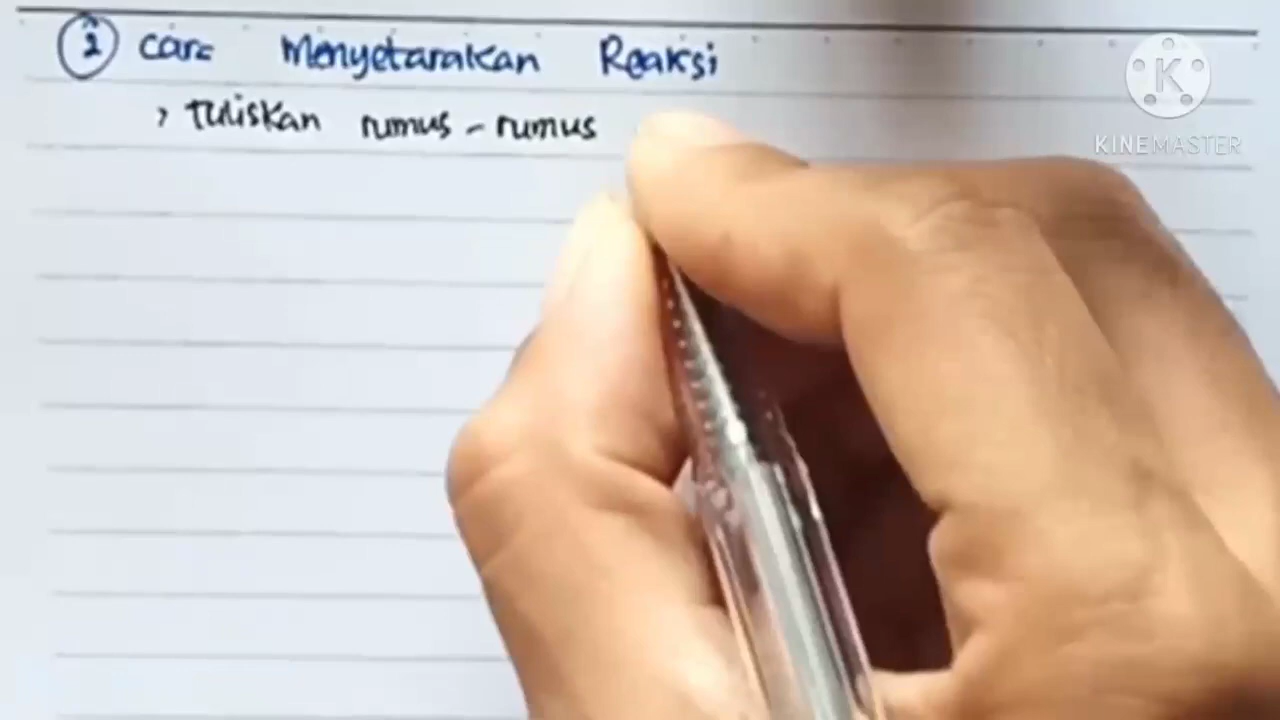 2 Cara Menyetarakan Reaksi
> Tuliskan rumus - rumus
K
KINEMASTER